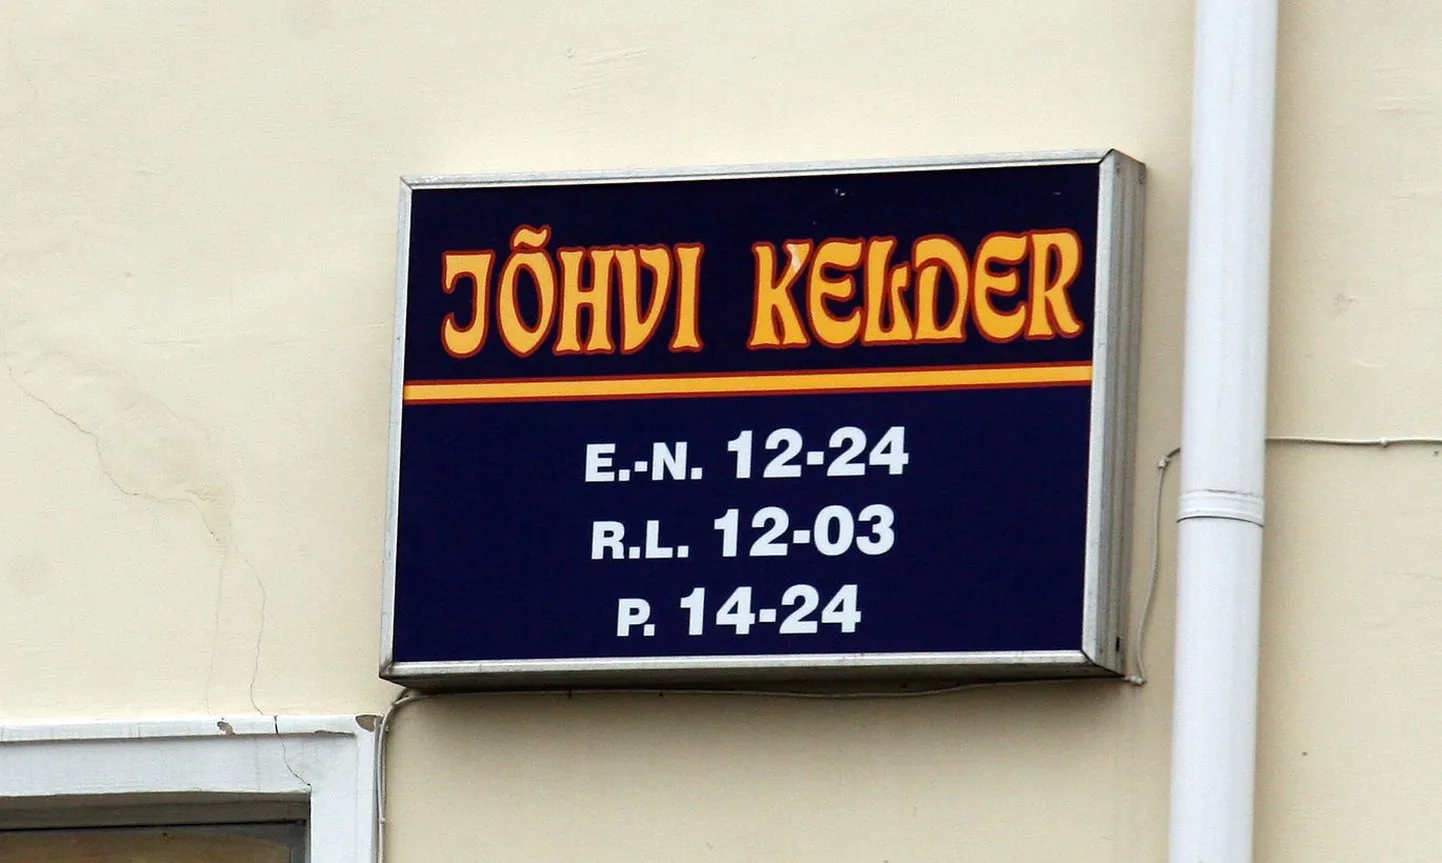 JÕHVI KELDER
E.-N. 12-24
R.L. 12-03
P. 14-24